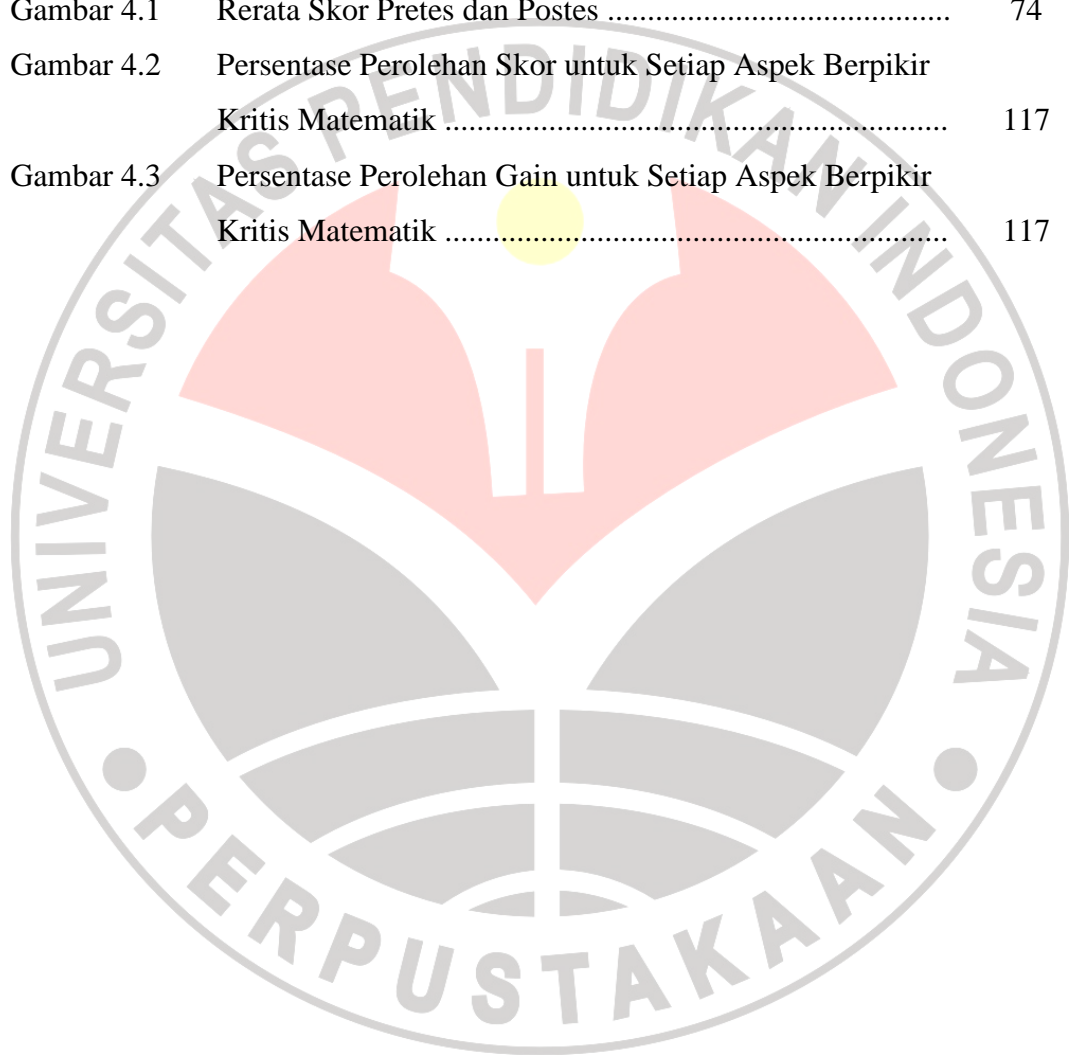 Gambar 4.1 Rerata Skor Pretes dan Postes ............................................ 74
Gambar 4.2 Persentase Perolehan Skor untuk Setiap Aspek Berpikir
Kritis Matematik ................................................................ 117
Gambar 4.3 Persentase Perolehan Gain untuk Setiap Aspek Berpikir
Kritis Matematik ................................................................ 117
UNIVERSITAS PENDIDIKAN INDONESIA
• PERPUSTAKAAN •